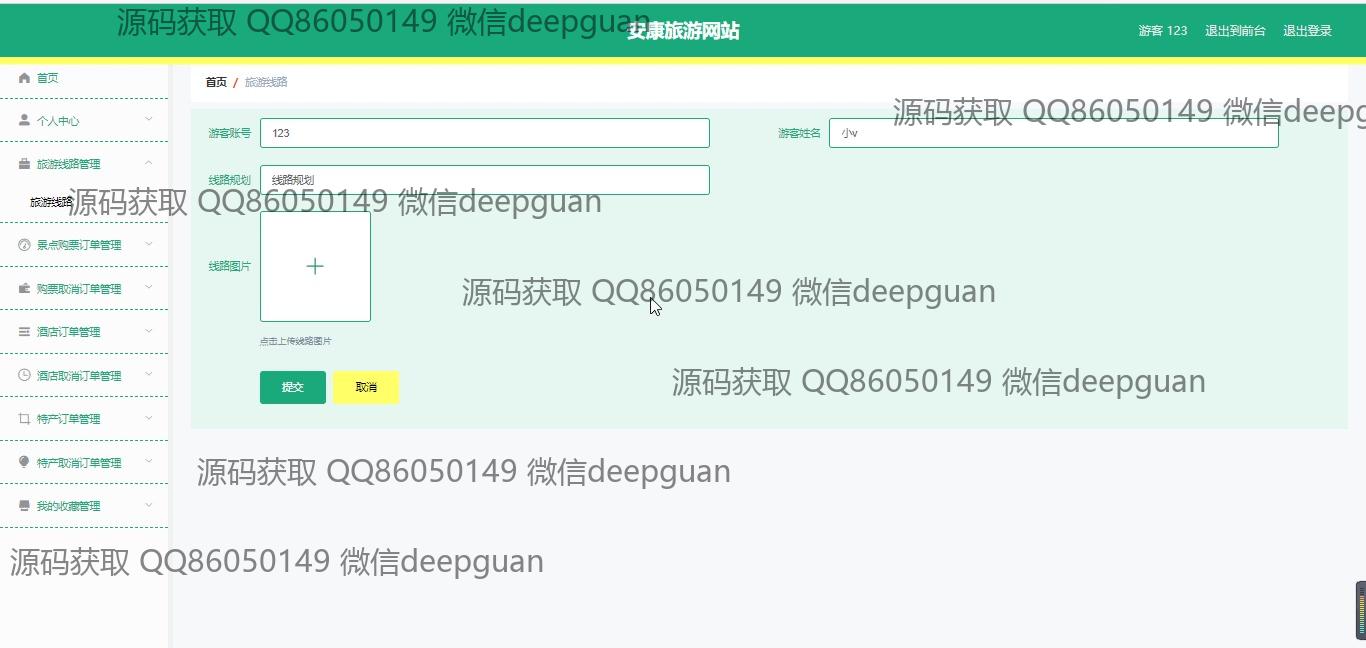 源码获取 QQ86050149 微信deepguan
安康旅游网站
游客 123 退出到前台 退出登录
首页
个人中心
旅游线路管理
旅游线路
景点购票订单管理
购票取消订单管理
酒店订单管理
酒店取消订单管理
特产订单管理
特产取消订单管理
我的收藏管理
首页 / 旅游线路
源码获取 QQ86050149 微信deepg
游客账号 123 游客姓名 小v
线路规划 线路规划
源码获取 QQ86050149 微信deepguan
线路图片
源码获取 QQ86050149 微信deepguan
点击上传线路图片
提交 取消
源码获取 QQ86050149 微信deepguan
源码获取 QQ86050149 微信deepguan
源码获取 QQ86050149 微信deepguan